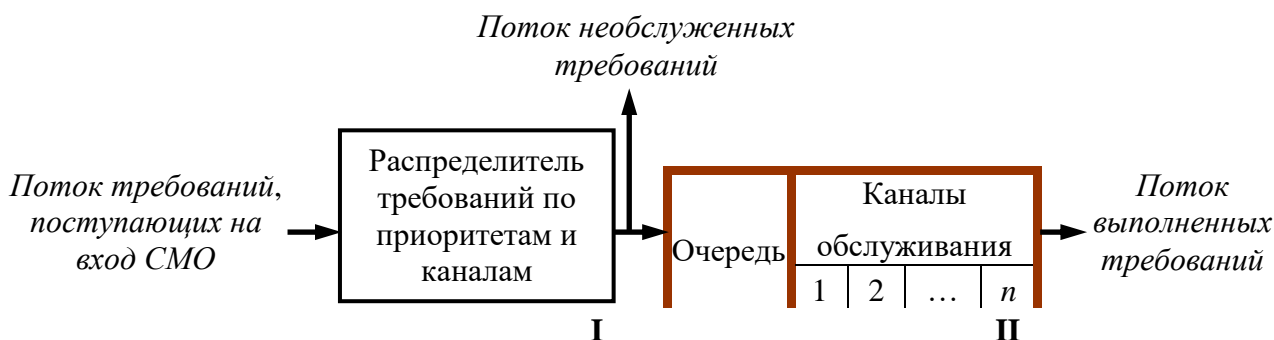 Поток необслуженных
требований
Поток требований,
поступающих на
вход СМО
Распределитель
требований по
приоритетам и
каналам
Очередь
Каналы
обслуживания
1 2 … n
Поток
выполненных
требований
I
II